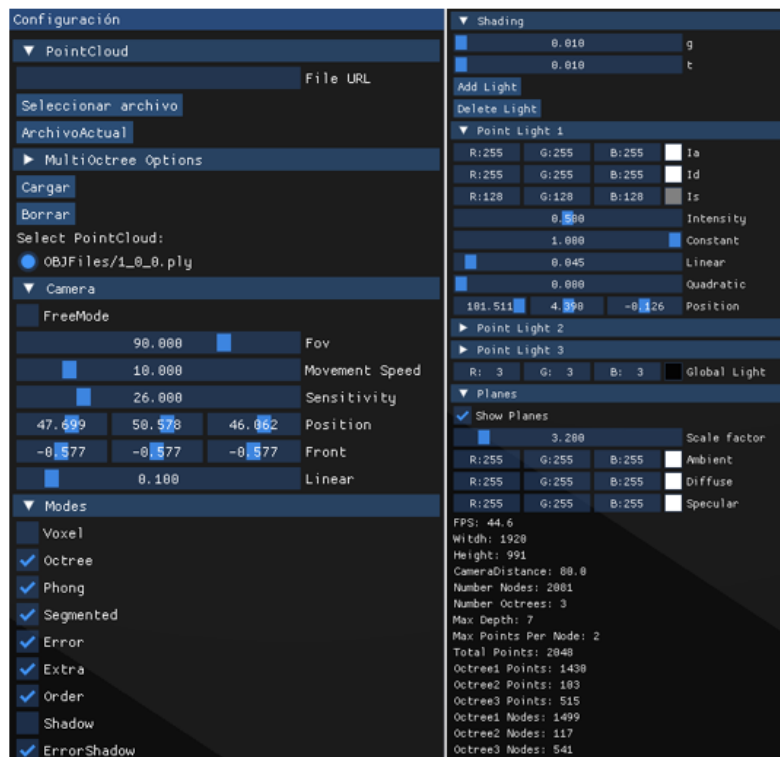 Configuración
PointCloud
File URL
Seleccionar archivo
ArchivoActual
MultiOctree Options
Cargar
Borrar
Select PointCloud:
OBJFiles/1_0_0.ply
Camera
FreeMode
90.000 Fov
10.000 Movement Speed
26.000 Sensitivity
47.699 50.578 46.062 Position
-0.577 -0.577 -0.577 Front
0.100 Linear
Modes
Voxel
Octree
Phong
Segmented
Error
Extra
Order
Shadow
ErrorShadow
Shading
0.010 g
0.010 t
Add Light
Delete Light
Point Light 1
R:255 G:255 B:255 Ia
R:255 G:255 B:255 Id
R:128 G:128 B:128 Is
0.500 Intensity
1.000 Constant
0.045 Linear
0.000 Quadratic
101.511 4.398 -0.126 Position
Point Light 2
Point Light 3
R: 3 G: 3 B: 3 Global Light
Planes
Show Planes
3.200 Scale factor
R:255 G:255 B:255 Ambient
R:255 G:255 B:255 Diffuse
R:255 G:255 B:255 Specular
FPS: 44.6
Witdh: 1920
Height: 991
CameraDistance: 80.0
Number Nodes: 2081
Number Octrees: 3
Max Depth: 7
Max Points Per Node: 2
Total Points: 2048
Octree1 Points: 1430
Octree2 Points: 103
Octree3 Points: 515
Octree1 Nodes: 1499
Octree2 Nodes: 117
Octree3 Nodes: 541